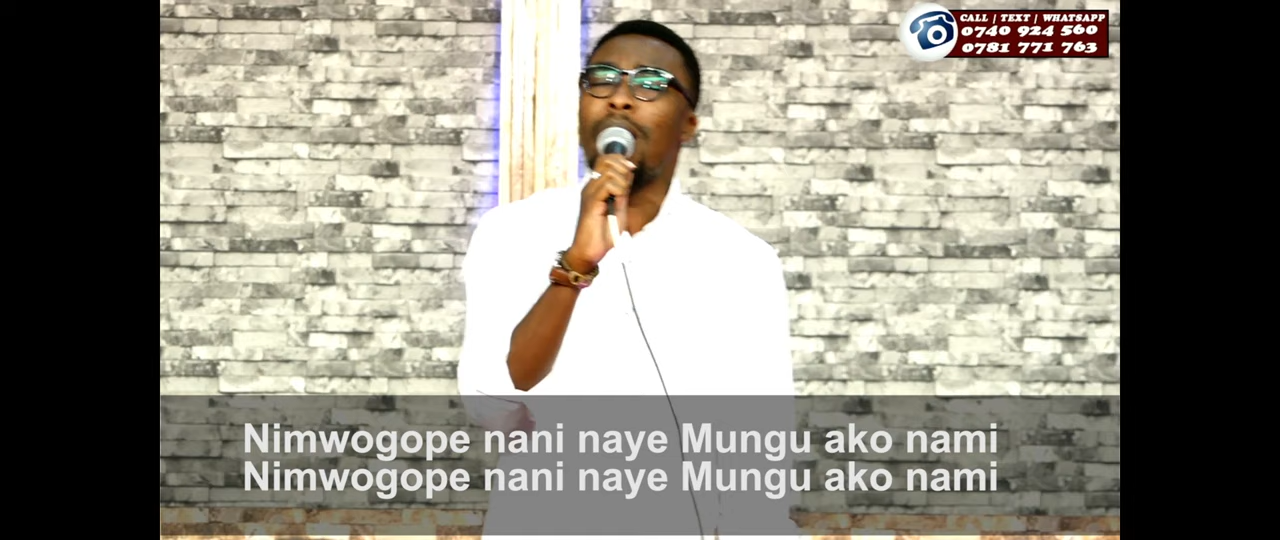 CALL / TEXT / WHATSAPP
0740 924 560
0781 771 763
Nimwogope nani naye Mungu ako nami
Nimwogope nani naye Mungu ako nami